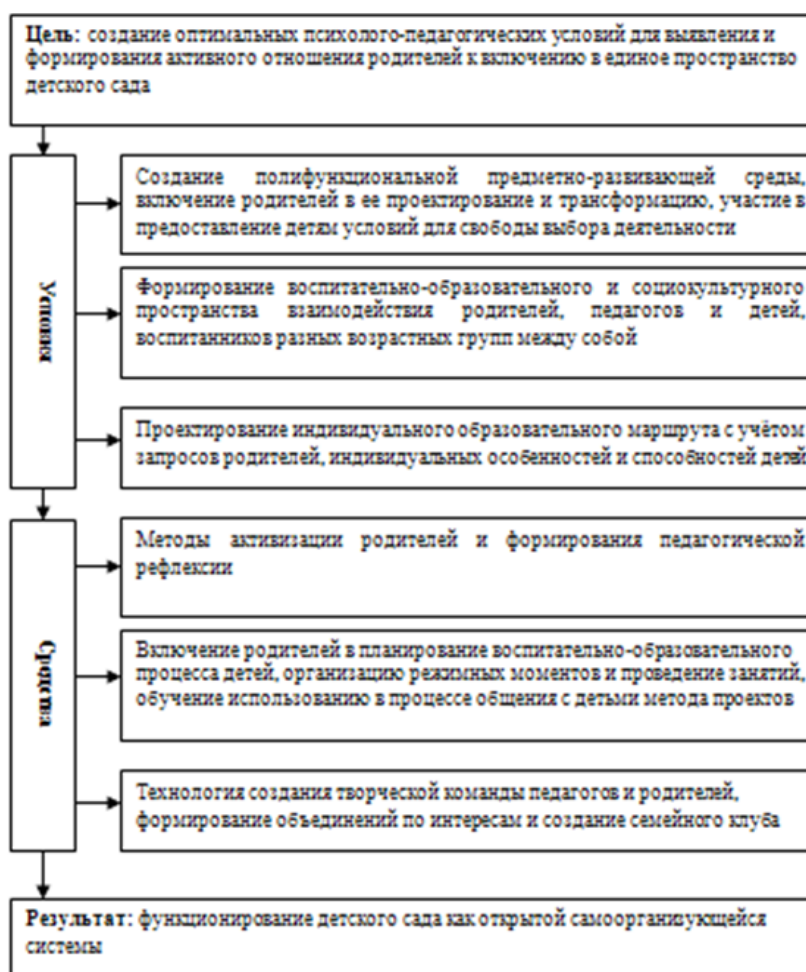 Цель: создание оптимальных психолого-педагогических условий для выявления и
формирования активного отношения родителей к включению в единое пространство
детского сада
Условия
Создание полифункциональной предметно-развивающей среды,
включение родителей в ее проектирование и трансформацию, участие в
предоставление детям условий для свободы выбора деятельности
Формирование воспитательно-образовательного и социокультурного
пространства взаимодействия родителей, педагогов и детей,
воспитанников разных возрастных групп между собой
Проектирование индивидуального образовательного маршрута с учётом
запросов родителей, индивидуальных особенностей и способностей детей
Средства
Методы активизации родителей и формирования педагогической
рефлексии
Включение родителей в планирование воспитательно-образовательного
процесса детей, организацию режимных моментов и проведение занятий,
обучение использованию в процессе общения с детьми метода проектов
Технология создания творческой команды педагогов и родителей,
формирование объединений по интересам и создание семейного клуба
Результат: функционирование детского сада как открытой самоорганизующейся
системы